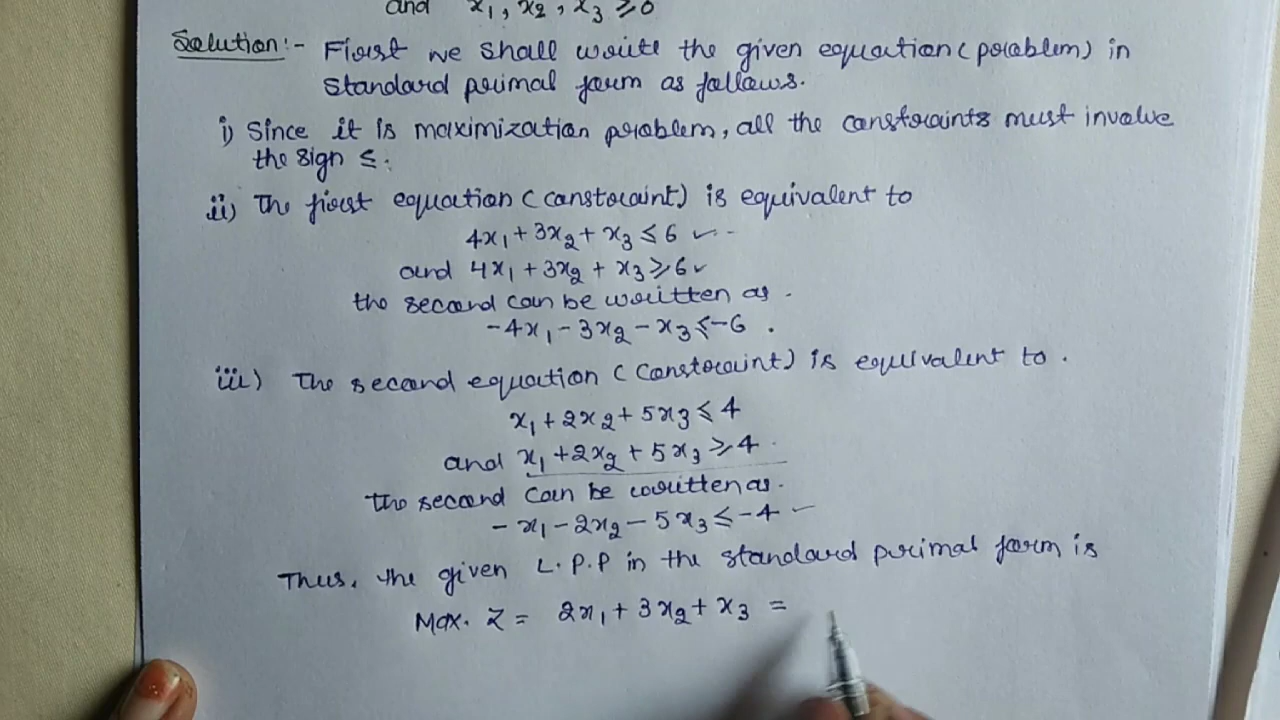 and x₁, x₂, x₃ ≥ 0
Solution:- First we shall write the given equation (problem) in
standard primal form as follows.
i) Since it is maximization problem, all the constraints must involve
the sign ≤.
ii) The first equation (constraint) is equivalent to
4x₁ + 3x₂ + x₃ ≤ 6
and 4x₁ + 3x₂ + x₃ ≥ 6
the second can be written as.
-4x₁ - 3x₂ - x₃ ≤ -6.
iii) The second equation (constraint) is equivalent to.
x₁ + 2x₂ + 5x₃ ≤ 4
and x₁ + 2x₂ + 5x₃ ≥ 4.
the second can be written as.
- x₁ - 2x₂ - 5x₃ ≤ -4
Thus, the given L.P.P in the standard primal form is
Max. Z = 2x₁ + 3x₂ + x₃ =